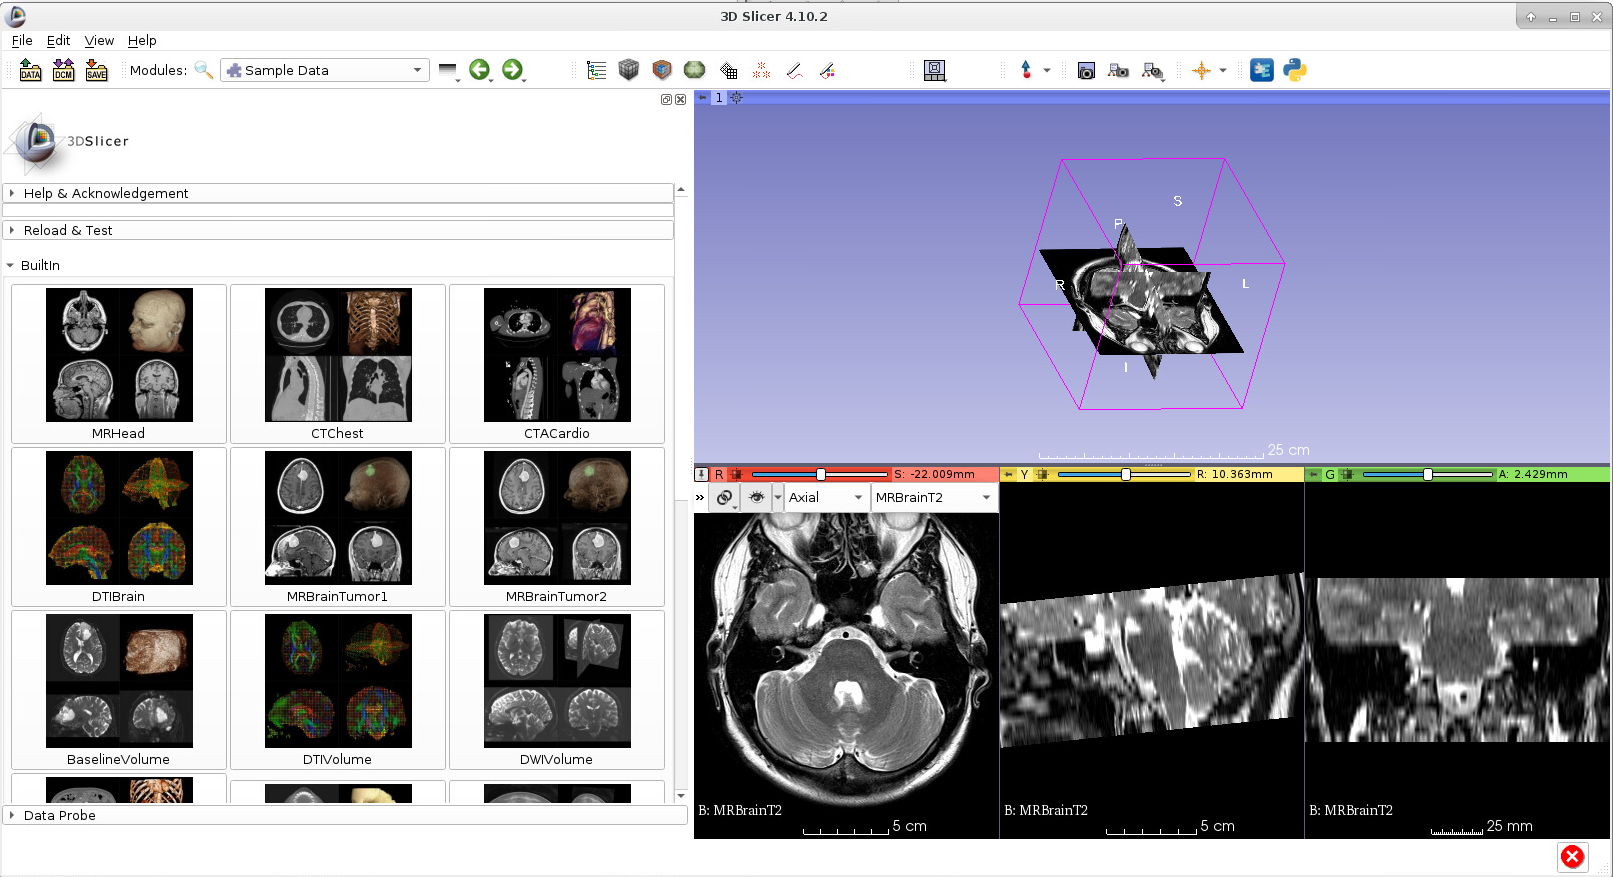 3D Slicer 4.10.2
File Edit View Help
DATA DCM SAVE Modules: Sample Data
1
3DSlicer
Help & Acknowledgement
Reload & Test
BuiltIn
MRHead CTChest CTACardio
DTIBrain MRBrainTumor1 MRBrainTumor2
BaselineVolume DTIVolume DWIVolume
Data Probe
S
P
R L
I
25 cm
R S: -22.009mm Y R: 10.363mm G A: 2.429mm
» Axial MRBrainT2
B: MRBrainT2 B: MRBrainT2 B: MRBrainT2
5 cm 5 cm 25 mm